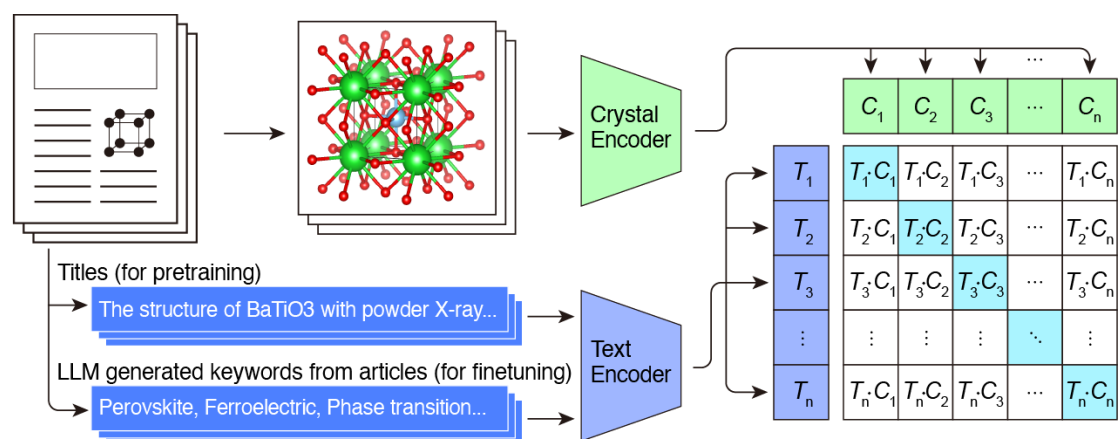 Titles (for pretraining)
The structure of BaTiO3 with powder X-ray...
LLM generated keywords from articles (for finetuning)
Perovskite, Ferroelectric, Phase transition...
Crystal
Encoder
Text
Encoder
...
C₁ C₂ C₃ ... Cₙ
T₁ T₁·C₁ T₁·C₂ T₁·C₃ ... T₁·Cₙ
T₂ T₂·C₁ T₂·C₂ T₂·C₃ ... T₂·Cₙ
T₃ T₃·C₁ T₃·C₂ T₃·C₃ ... T₃·Cₙ
⋮ ⋮ ⋮ ⋮ ⋱ ⋮
Tₙ Tₙ·C₁ Tₙ·C₂ Tₙ·C₃ ... Tₙ·Cₙ